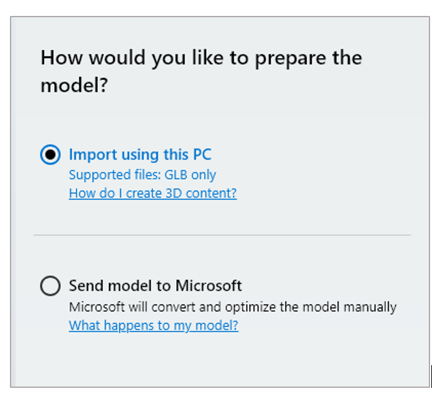 How would you like to prepare the
model?
Import using this PC
Supported files: GLB only
How do I create 3D content?
Send model to Microsoft
Microsoft will convert and optimize the model manually
What happens to my model?